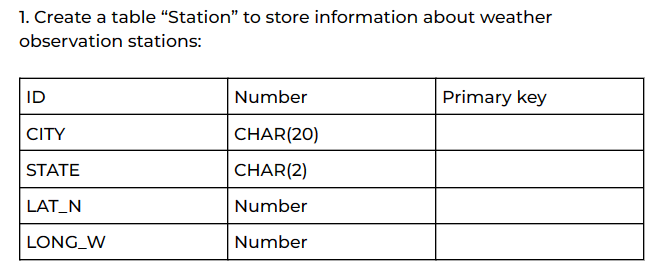 1. Create a table “Station” to store information about weather
observation stations:
ID Number Primary key
CITY CHAR(20)
STATE CHAR(2)
LAT_N Number
LONG_W Number